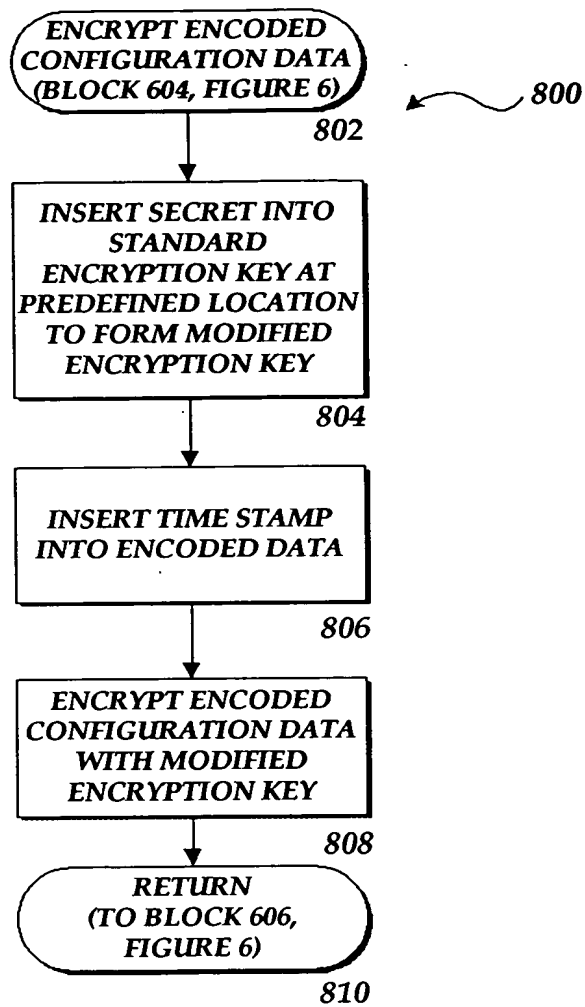 ENCRYPT ENCODED
CONFIGURATION DATA
(BLOCK 604, FIGURE 6)
800
802
INSERT SECRET INTO
STANDARD
ENCRYPTION KEY AT
PREDEFINED LOCATION
TO FORM MODIFIED
ENCRYPTION KEY
804
INSERT TIME STAMP
INTO ENCODED DATA
806
ENCRYPT ENCODED
CONFIGURATION DATA
WITH MODIFIED
ENCRYPTION KEY
808
RETURN
(TO BLOCK 606,
FIGURE 6)
810